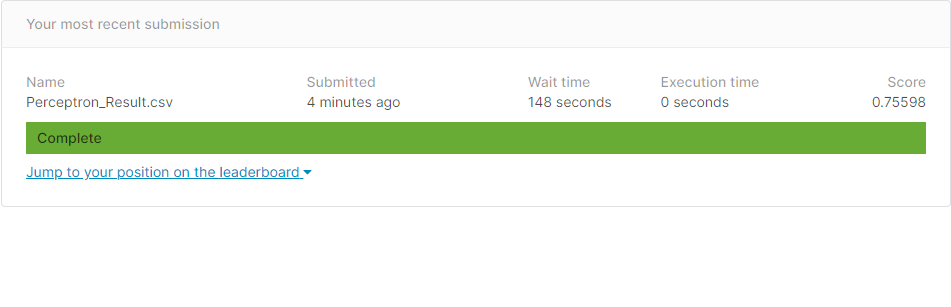 Your most recent submission
Name Submitted Wait time Execution time Score
Perceptron_Result.csv 4 minutes ago 148 seconds 0 seconds 0.75598
Complete
Jump to your position on the leaderboard